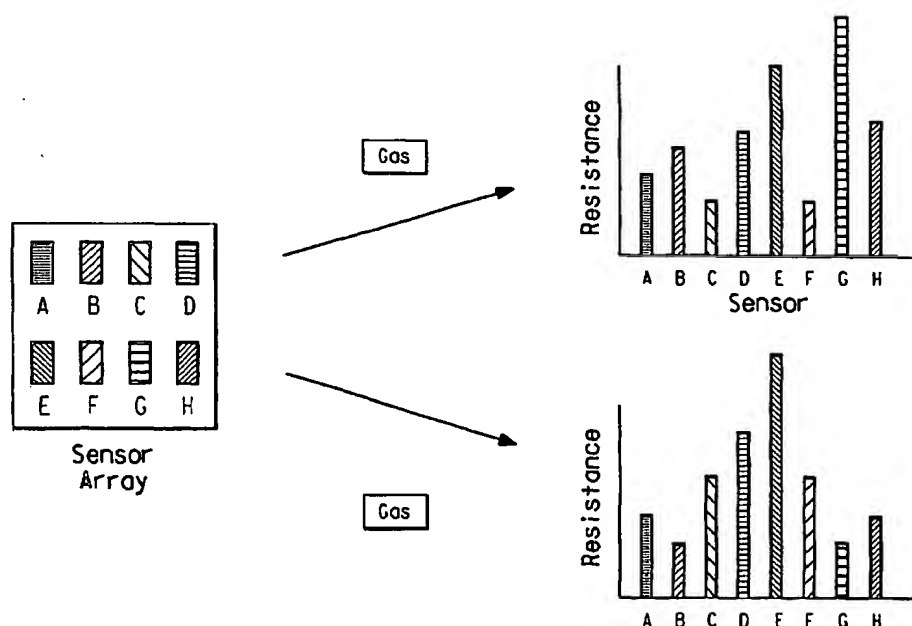 Gas
Resistance
A B C D E F G H
Sensor
A B C D
E F G H
Sensor
Array
Gas
Resistance
A B C D E F G H